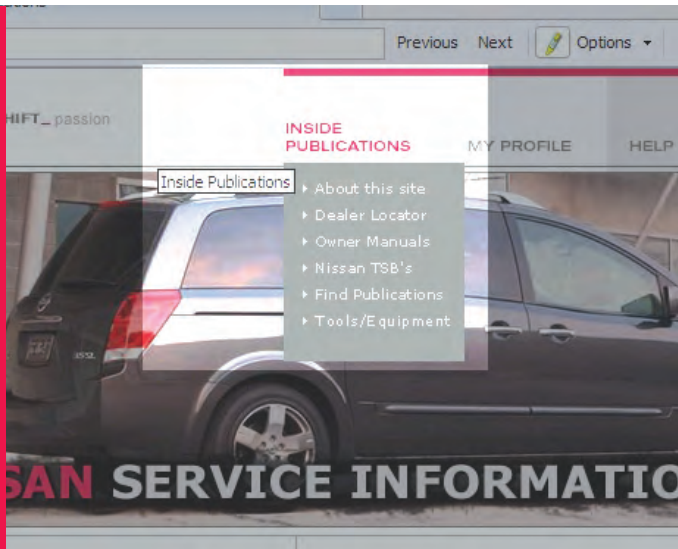 Previous Next Options
SHIFT_ passion
INSIDE
PUBLICATIONS
MY PROFILE
HELP
Inside Publications
About this site
Dealer Locator
Owner Manuals
Nissan TSB's
Find Publications
Tools/Equipment
SAN SERVICE INFORMATIO